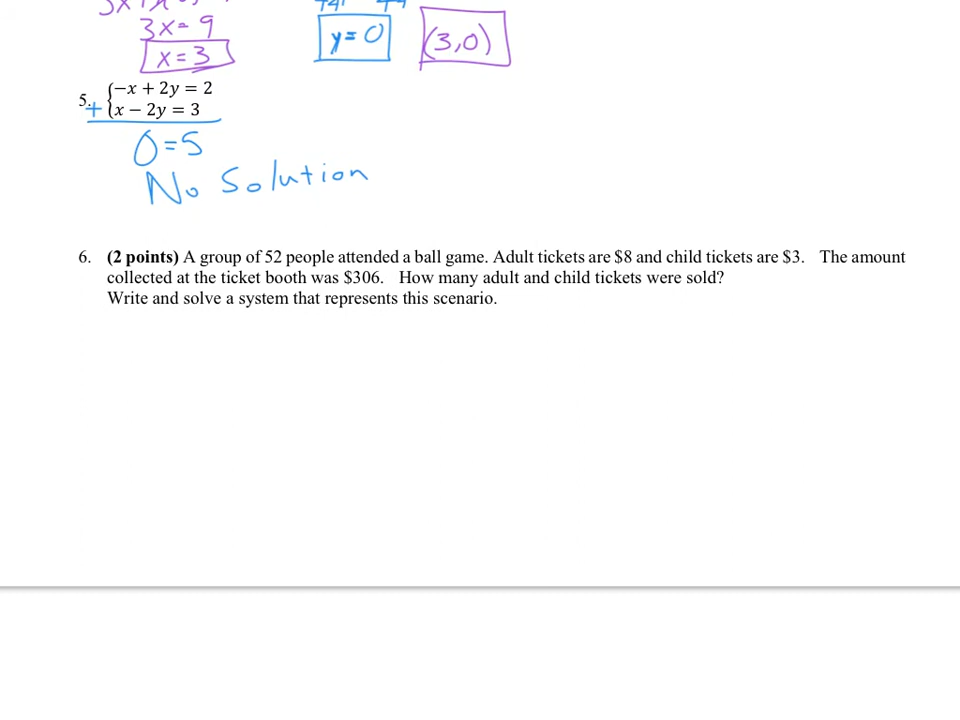 3x = 9
x = 3
y = 0
(3,0)
5. {−x + 2y = 2
+ {x − 2y = 3
0 = 5
No Solution
6. (2 points) A group of 52 people attended a ball game. Adult tickets are $8 and child tickets are $3. The amount
collected at the ticket booth was $306. How many adult and child tickets were sold?
Write and solve a system that represents this scenario.